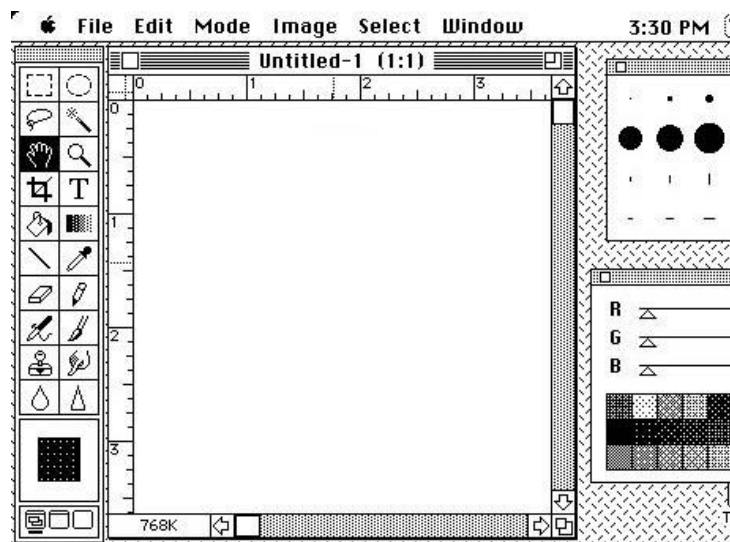 File Edit Mode Image Select Window 3:30 PM
Untitled-1 (1:1)
0 1 2 3
0
1
2
3
T
R
G
B
768K